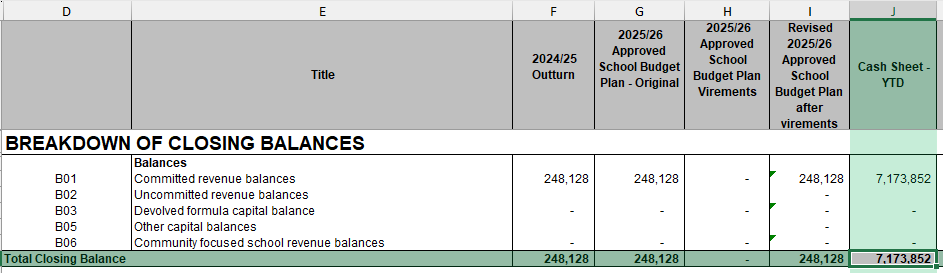 D E F G H I J
Title 2024/25 Outturn 2025/26 Approved School Budget Plan - Original 2025/26 Approved School Budget Plan Virements Revised 2025/26 Approved School Budget Plan after virements Cash Sheet - YTD
BREAKDOWN OF CLOSING BALANCES
Balances
B01 Committed revenue balances 248,128 248,128 - 248,128 7,173,852
B02 Uncommitted revenue balances -
B03 Devolved formula capital balance - - - - -
B05 Other capital balances -
B06 Community focused school revenue balances - - - - -
Total Closing Balance 248,128 248,128 - 248,128 7,173,852